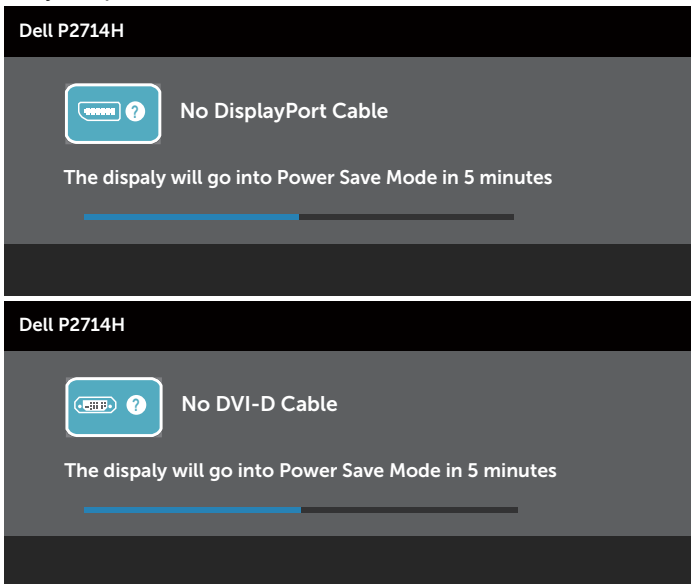 Dell P2714H
? No DisplayPort Cable
The dispaly will go into Power Save Mode in 5 minutes
Dell P2714H
? No DVI-D Cable
The dispaly will go into Power Save Mode in 5 minutes